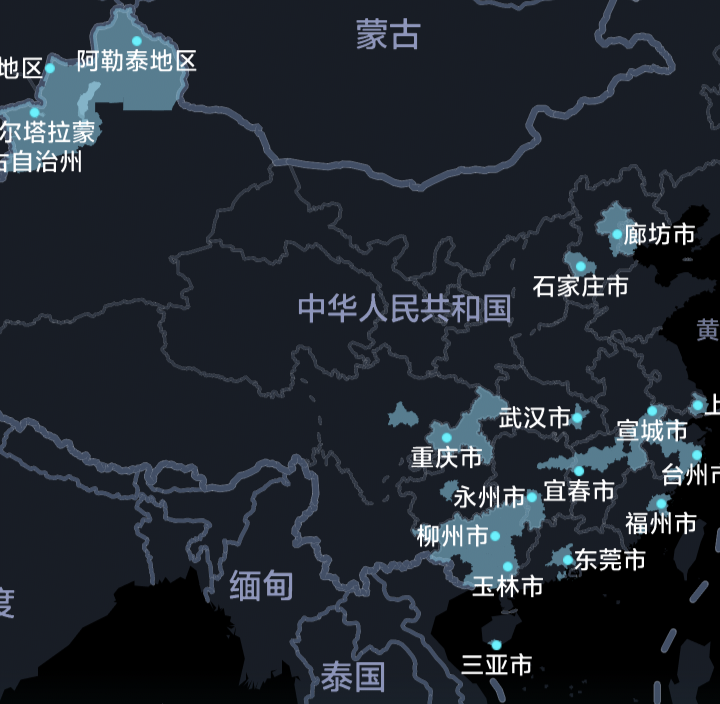 蒙古
阿勒泰地区
地区
尔塔拉蒙
古自治州
廊坊市
石家庄市
中华人民共和国
黄
上
武汉市
宣城市
重庆市
台州市
宜春市
永州市
福州市
柳州市
东莞市
玉林市
缅甸
度
三亚市
泰国